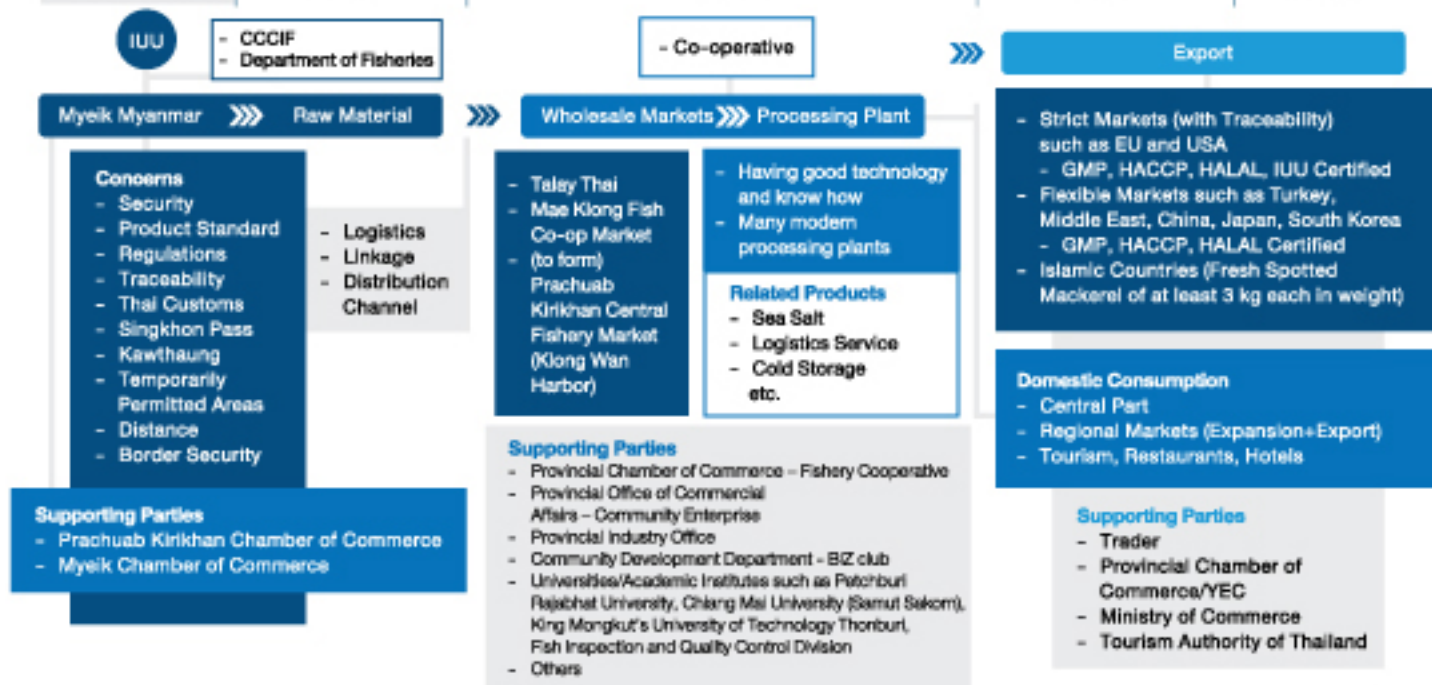 IUU
- CCCIF
- Department of Fisheries
- Co-operative
Export
Myeik Myanmar
Raw Material
Wholesale Markets
Processing Plant
Concerns
- Security
- Product Standard
- Regulations
- Traceability
- Thai Customs
- Singkhon Pass
- Kawthaung
- Temporarily
Permitted Areas
- Distance
- Border Security
- Logistics
- Linkage
- Distribution
Channel
Supporting Parties
- Prachuab Kirikhan Chamber of Commerce
- Myeik Chamber of Commerce
- Talay Thai
- Mae Klong Fish
Co-op Market
- (to form)
Prachuab
Kirikhan Central
Fishery Market
(Klong Wan
Harbor)
- Having good technology
and know how
- Many modern
processing plants
Related Products
- Sea Salt
- Logistics Service
- Cold Storage
etc.
Supporting Parties
- Provincial Chamber of Commerce – Fishery Cooperative
- Provincial Office of Commercial
Affairs – Community Enterprise
- Provincial Industry Office
- Community Development Department - BIZ club
- Universities/Academic Institutes such as Petchburi
Rajabhat University, Chiang Mai University (Samut Sakorn),
King Mongkut's University of Technology Thonburi,
Fish Inspection and Quality Control Division
- Others
- Strict Markets (with Traceability)
such as EU and USA
- GMP, HACCP, HALAL, IUU Certified
- Flexible Markets such as Turkey,
Middle East, China, Japan, South Korea
- GMP, HACCP, HALAL Certified
- Islamic Countries (Fresh Spotted
Mackerel of at least 3 kg each in weight)
Domestic Consumption
- Central Part
- Regional Markets (Expansion+Export)
- Tourism, Restaurants, Hotels
Supporting Parties
- Trader
- Provincial Chamber of
Commerce/YEC
- Ministry of Commerce
- Tourism Authority of Thailand